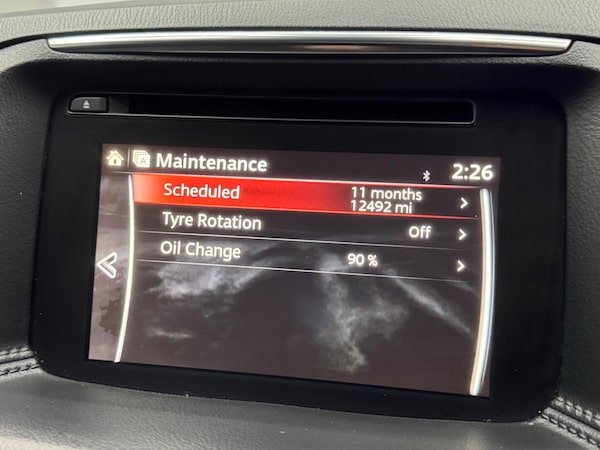 A Maintenance 2:26
Scheduled 11 months
12492 mi
Tyre Rotation Off
Oil Change 90 %